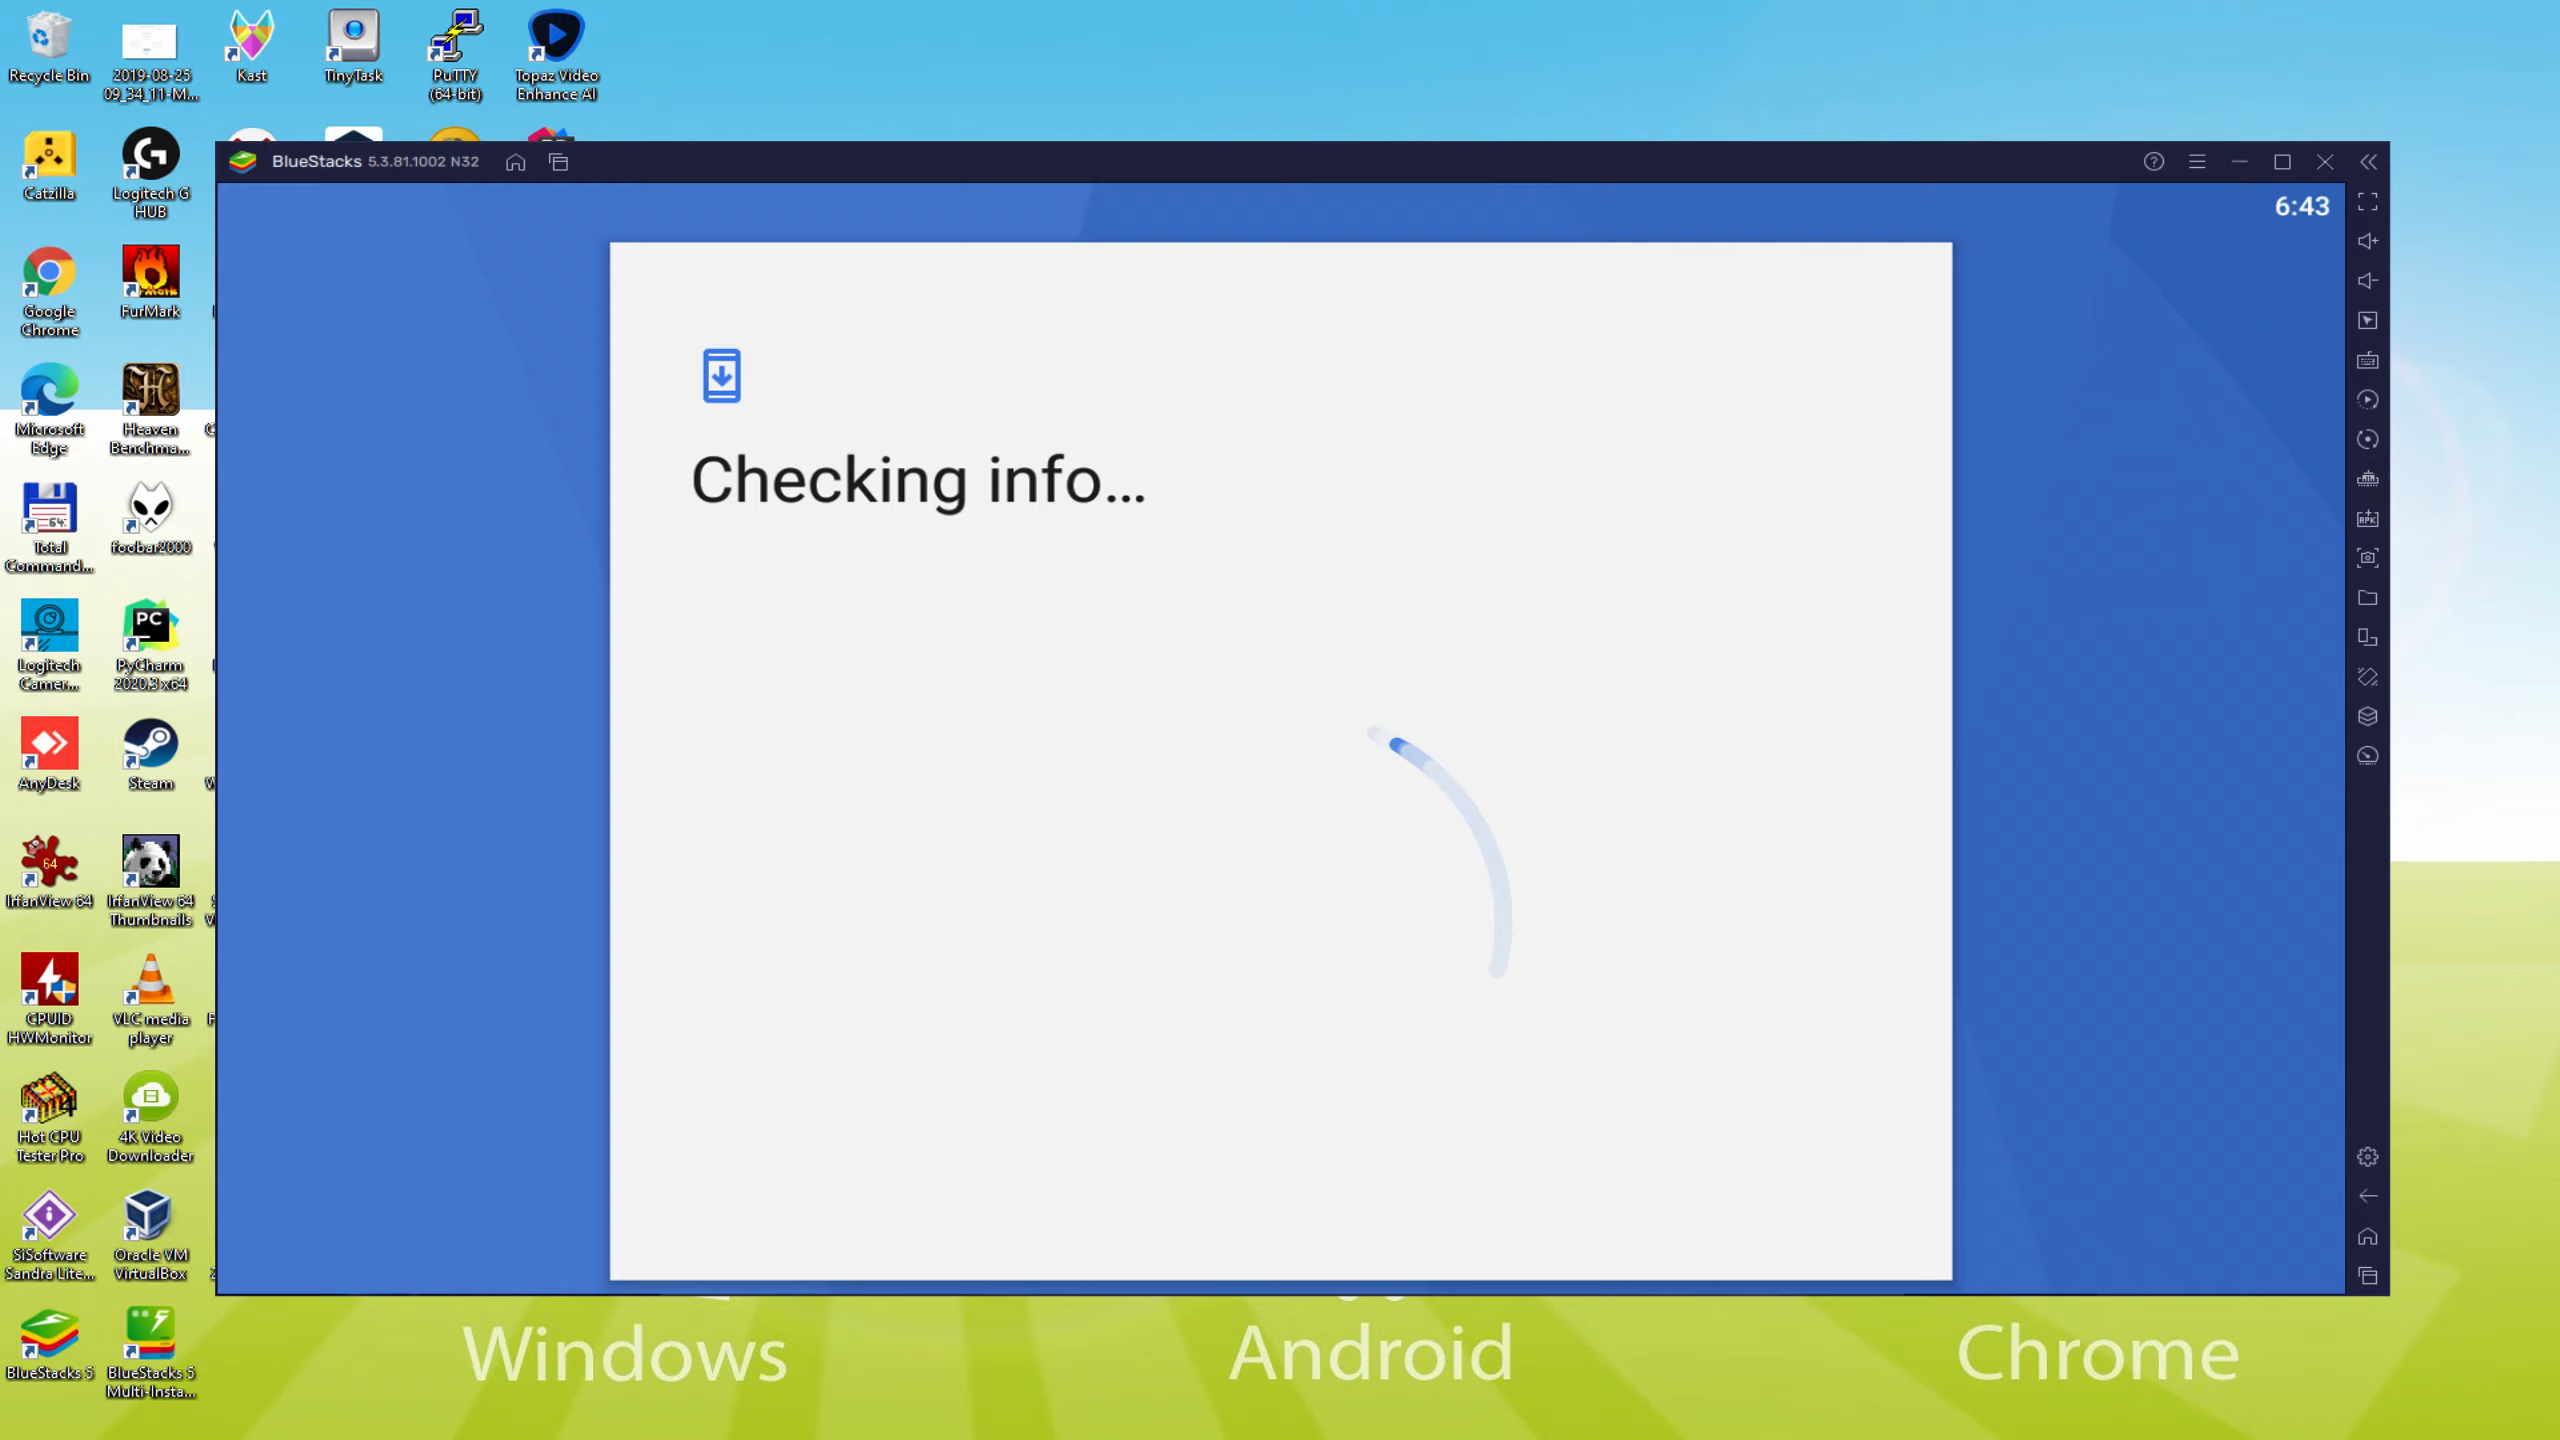 Recycle Bin
2019-08-25
09_34_11-M...
Kast
TinyTask
PuTTY
(64-bit)
Topaz Video
Enhance AI
Catzilla
Logitech G
HUB
Google
Chrome
FurMark
Microsoft
Edge
Heaven
Benchma...
Total
Command...
foobar2000
Logitech
Camer...
PyCharm
2020.3 x64
AnyDesk
Steam
IrfanView 64
IrfanView 64
Thumbnails
CPUID
HWMonitor
VLC media
player
Hot CPU
Tester Pro
4K Video
Downloader
SiSoftware
Sandra Lite...
Oracle VM
VirtualBox
BlueStacks 5
BlueStacks 5
Multi-Insta...
BlueStacks 5.3.81.1002 N32
6:43
Checking info...
Windows
Android
Chrome